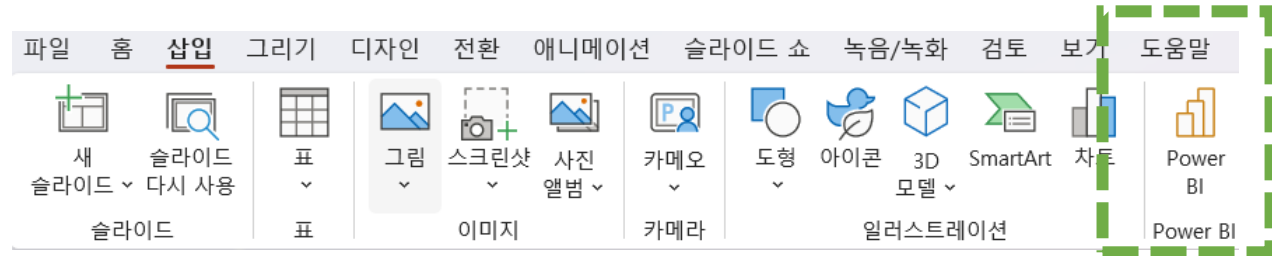 파일 홈 삽입 그리기 디자인 전환 애니메이션 슬라이드 쇼 녹음/녹화 검토 보기 도움말
새 슬라이드 표 그림 스크린샷 사진 카메오 도형 아이콘 3D SmartArt 차트 Power
슬라이드 다시 사용 앨범 모델 BI
슬라이드 표 이미지 카메라 일러스트레이션 Power BI